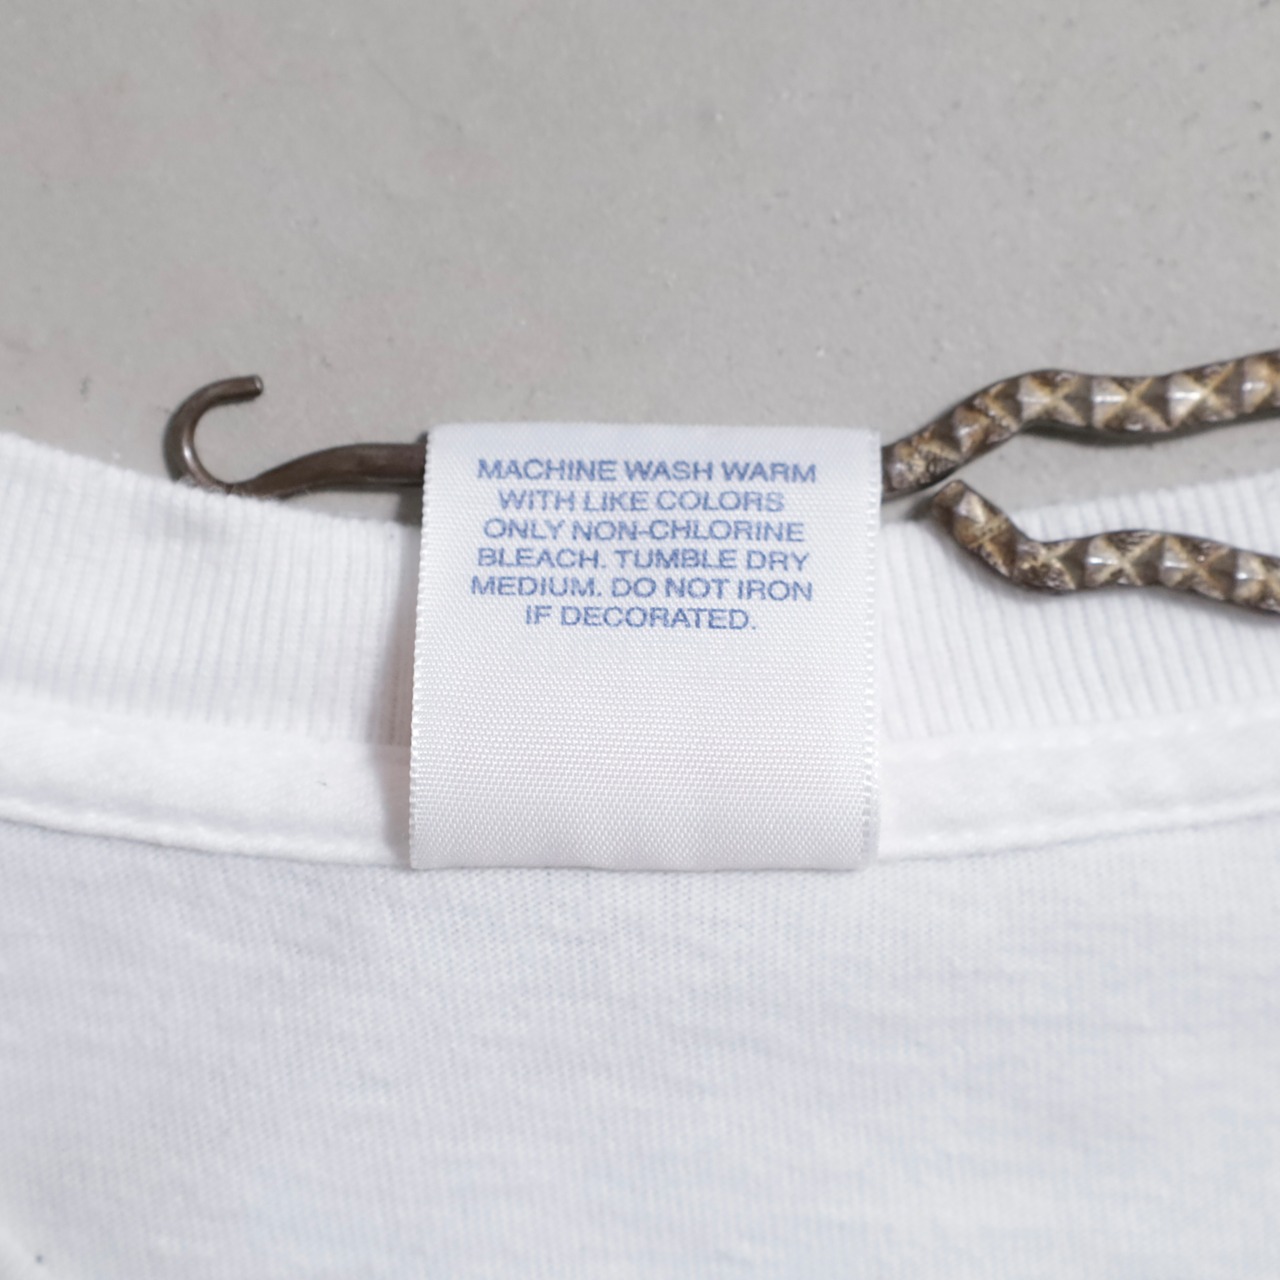 MACHINE WASH WARM
WITH LIKE COLORS
ONLY NON-CHLORINE
BLEACH. TUMBLE DRY
MEDIUM. DO NOT IRON
IF DECORATED.